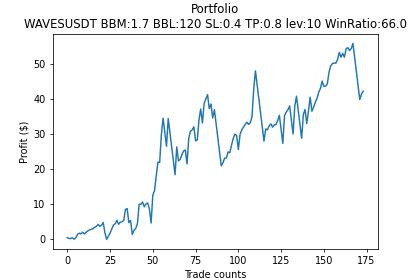 Portfolio
WAVESUSDT BBM:1.7 BBL:120 SL:0.4 TP:0.8 lev:10 WinRatio:66.0
50
40
30
20
10
0
Profit ($)
0 25 50 75 100 125 150 175
Trade counts